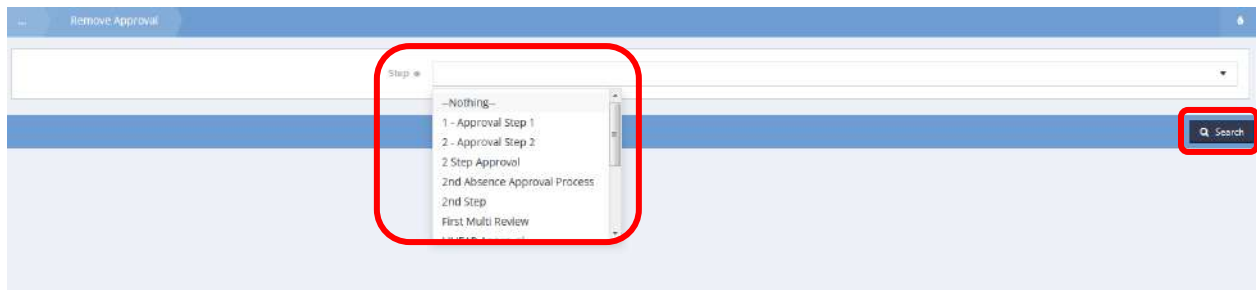 ... Remove Approval
Step
--Nothing--
1 - Approval Step 1
2 - Approval Step 2
Search
2 Step Approval
2nd Absence Approval Process
2nd Step
First Multi Review